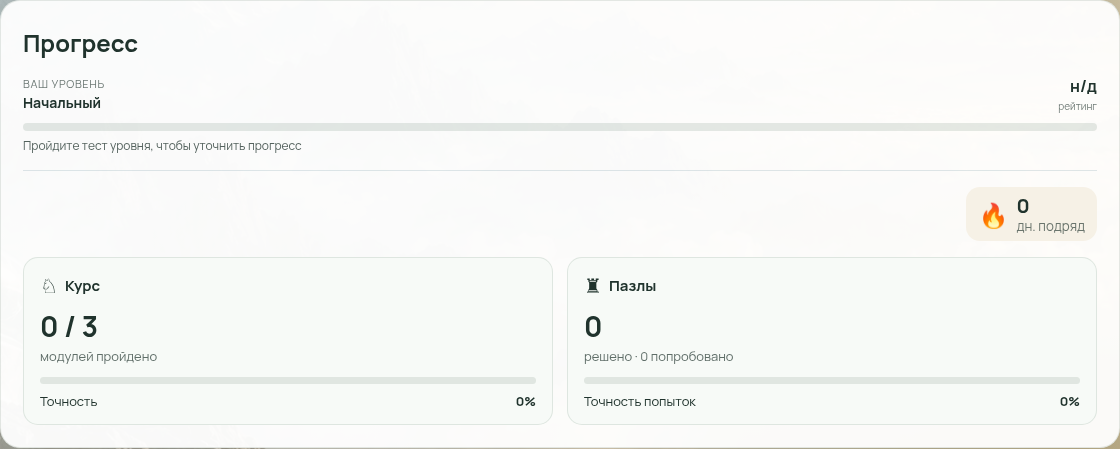 Прогресс
ВАШ УРОВЕНЬ
Начальный
н/д
рейтинг
Пройдите тест уровня, чтобы уточнить прогресс
0
дн. подряд
Курс
0 / 3
модулей пройдено
Точность 0%
Пазлы
0
решено · 0 попробовано
Точность попыток 0%